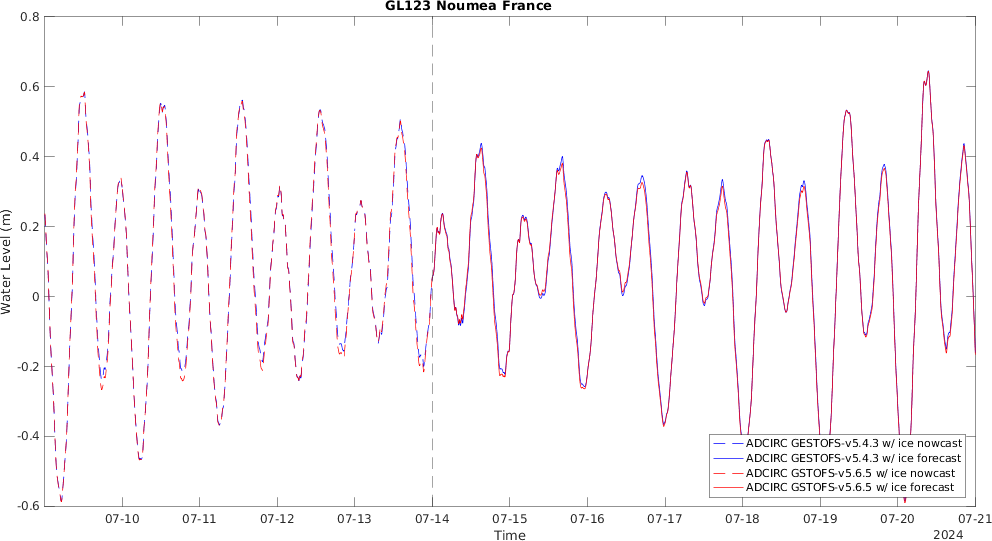 GL123 Noumea France
0.8
0.6
0.4
0.2
0
-0.2
-0.4
-0.6
Water Level (m)
ADCIRC GESTOFS-v5.4.3 w/ ice nowcast
ADCIRC GESTOFS-v5.4.3 w/ ice forecast
ADCIRC GSTOFS-v5.6.5 w/ ice nowcast
ADCIRC GSTOFS-v5.6.5 w/ ice forecast
07-10 07-11 07-12 07-13 07-14 07-15 07-16 07-17 07-18 07-19 07-20 07-21
Time
2024